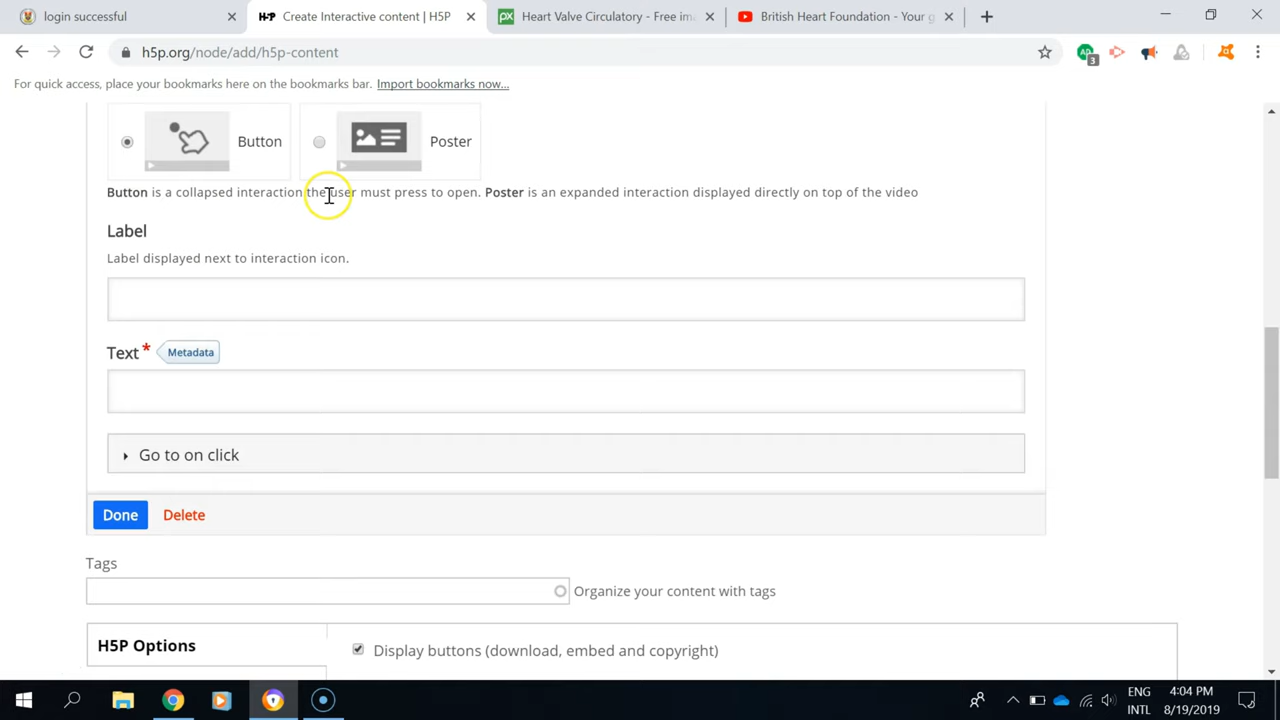 login successful
H-P Create Interactive content | H5P
Heart Valve Circulatory - Free im
British Heart Foundation - Your g
h5p.org/node/add/h5p-content
3
For quick access, place your bookmarks here on the bookmarks bar. Import bookmarks now...
Button
Poster
Button is a collapsed interaction the user must press to open. Poster is an expanded interaction displayed directly on top of the video
Label
Label displayed next to interaction icon.
Text * Metadata
Go to on click
Done Delete
Tags
Organize your content with tags
H5P Options
Display buttons (download, embed and copyright)
ENG
INTL
4:04 PM
8/19/2019